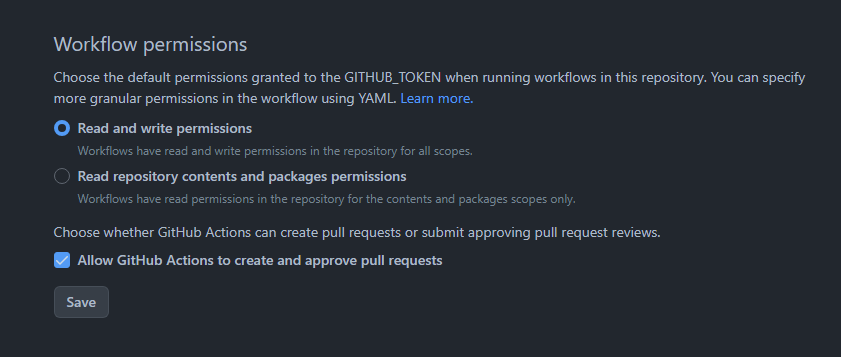 Workflow permissions
Choose the default permissions granted to the GITHUB_TOKEN when running workflows in this repository. You can specify
more granular permissions in the workflow using YAML. Learn more.
Read and write permissions
Workflows have read and write permissions in the repository for all scopes.
Read repository contents and packages permissions
Workflows have read permissions in the repository for the contents and packages scopes only.
Choose whether GitHub Actions can create pull requests or submit approving pull request reviews.
Allow GitHub Actions to create and approve pull requests
Save